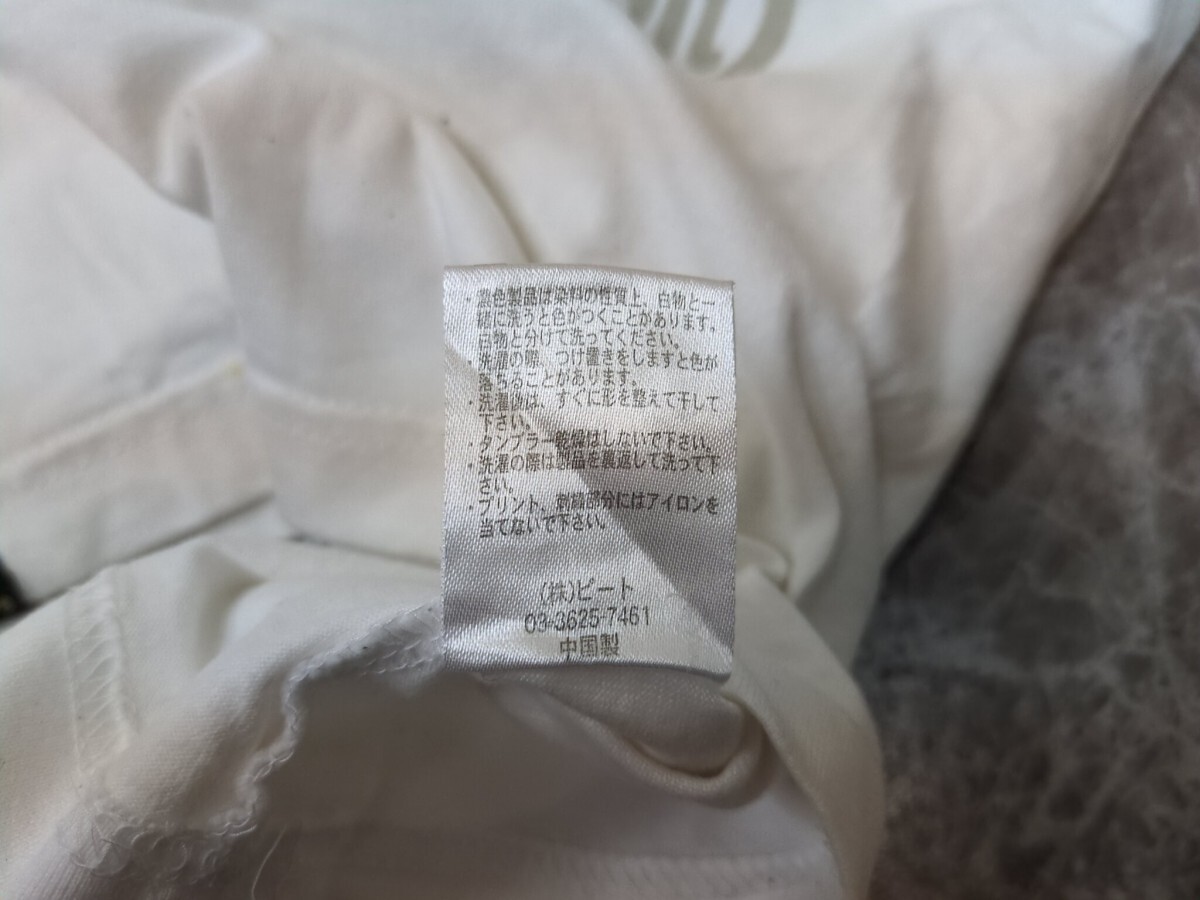 ・濃色製品は染料の性質上、白物と一
緒に洗うと色がつくことがあります。
白物と分けて洗ってください。
・洗濯の際、つけ置きをしますと色が
落ちることがあります。
・洗濯後は、すぐに形を整えて干して
下さい。
・タンブラー乾燥はしないで下さい。
・洗濯の際は製品を裏返して洗って下
さい。
・プリント、刺繍部分にはアイロンを
当てないで下さい。
(株)ピート
03-3625-7461
中国製